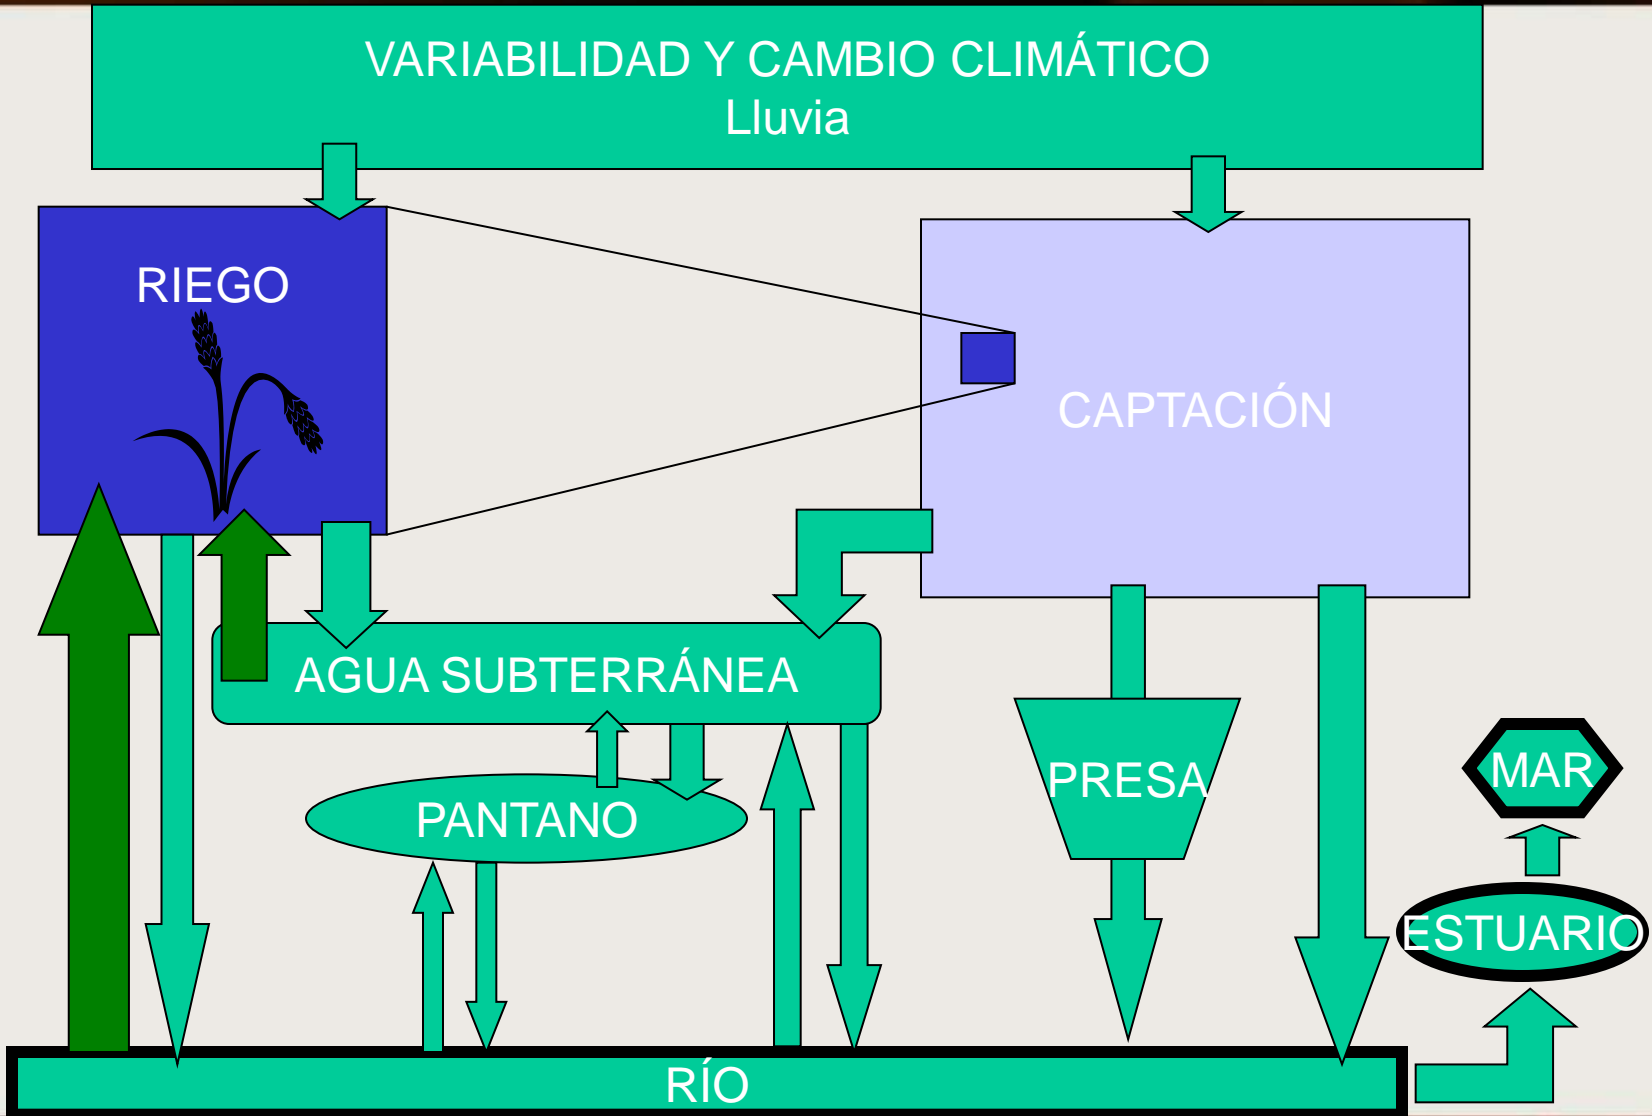 VARIABILIDAD Y CAMBIO CLIMÁTICO
Lluvia
RIEGO
CAPTACIÓN
AGUA SUBTERRÁNEA
PANTANO
PRESA
MAR
ESTUARIO
RÍO